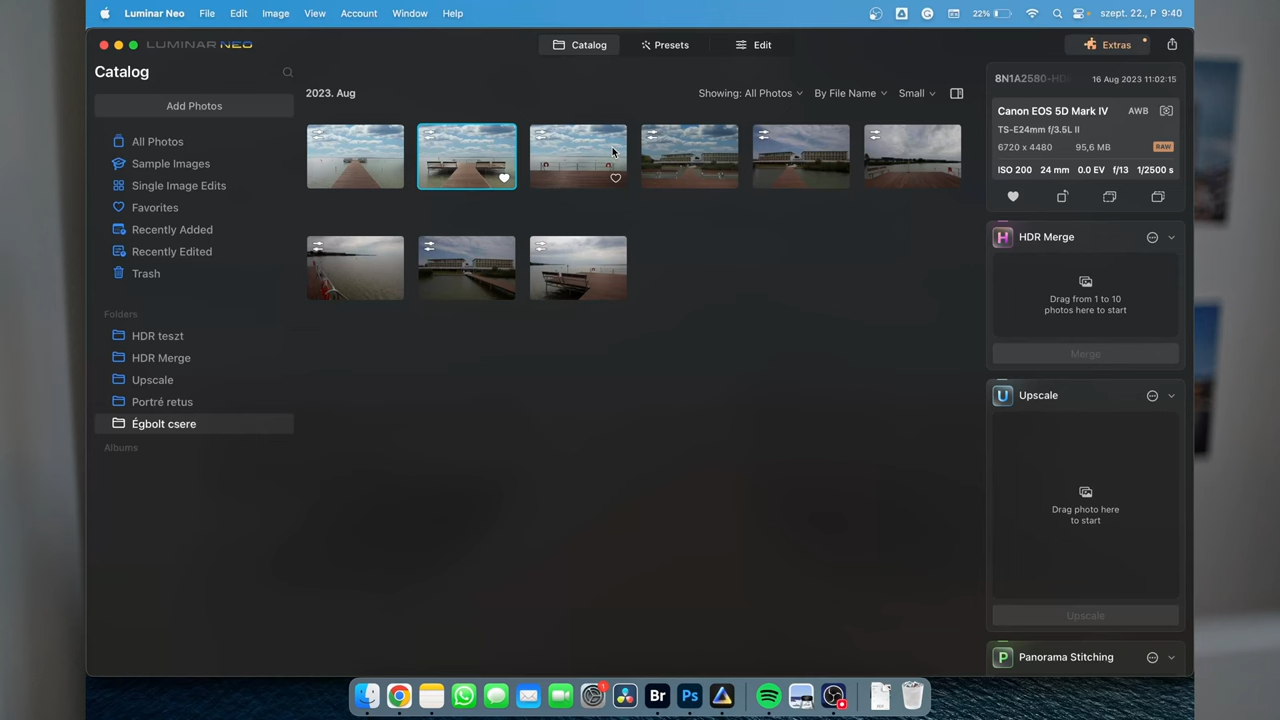 Luminar Neo File Edit Image View Account Window Help 22% szept. 22., P 9:40
LUMINAR NEO Catalog Presets Edit Extras
Catalog
Add Photos
All Photos
Sample Images
Single Image Edits
Favorites
Recently Added
Recently Edited
Trash
Folders
HDR teszt
HDR Merge
Upscale
Portré retus
Égbolt csere
Albums
2023. Aug Showing: All Photos By File Name Small
8N1A2580-HD 16 Aug 2023 11:02:15
Canon EOS 5D Mark IV AWB
TS-E24mm f/3.5L II
6720 x 4480 95,6 MB RAW
ISO 200 24 mm 0.0 EV f/13 1/2500 s
H HDR Merge
Drag from 1 to 10
photos here to start
Merge
U Upscale
Drag photo here
to start
Upscale
P Panorama Stitching
1 Br Ps